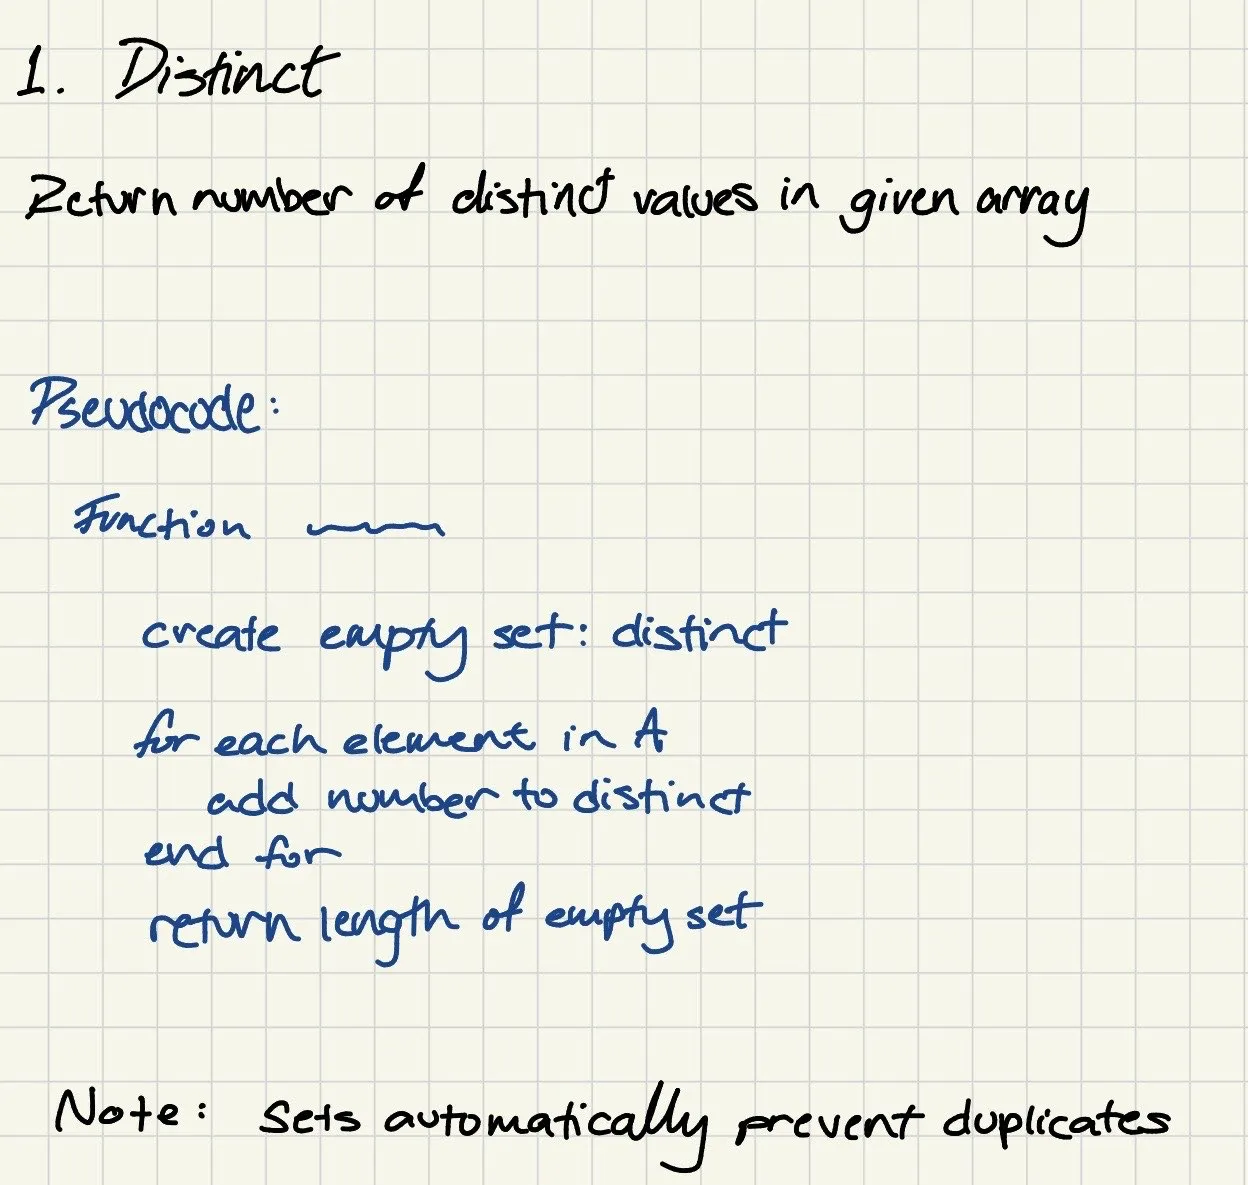 1. Distinct
Return number of distinct values in given array
Pseudocode:
Function
create empty set: distinct
for each element in A
add number to distinct
end for
return length of empty set
Note: Sets automatically prevent duplicates